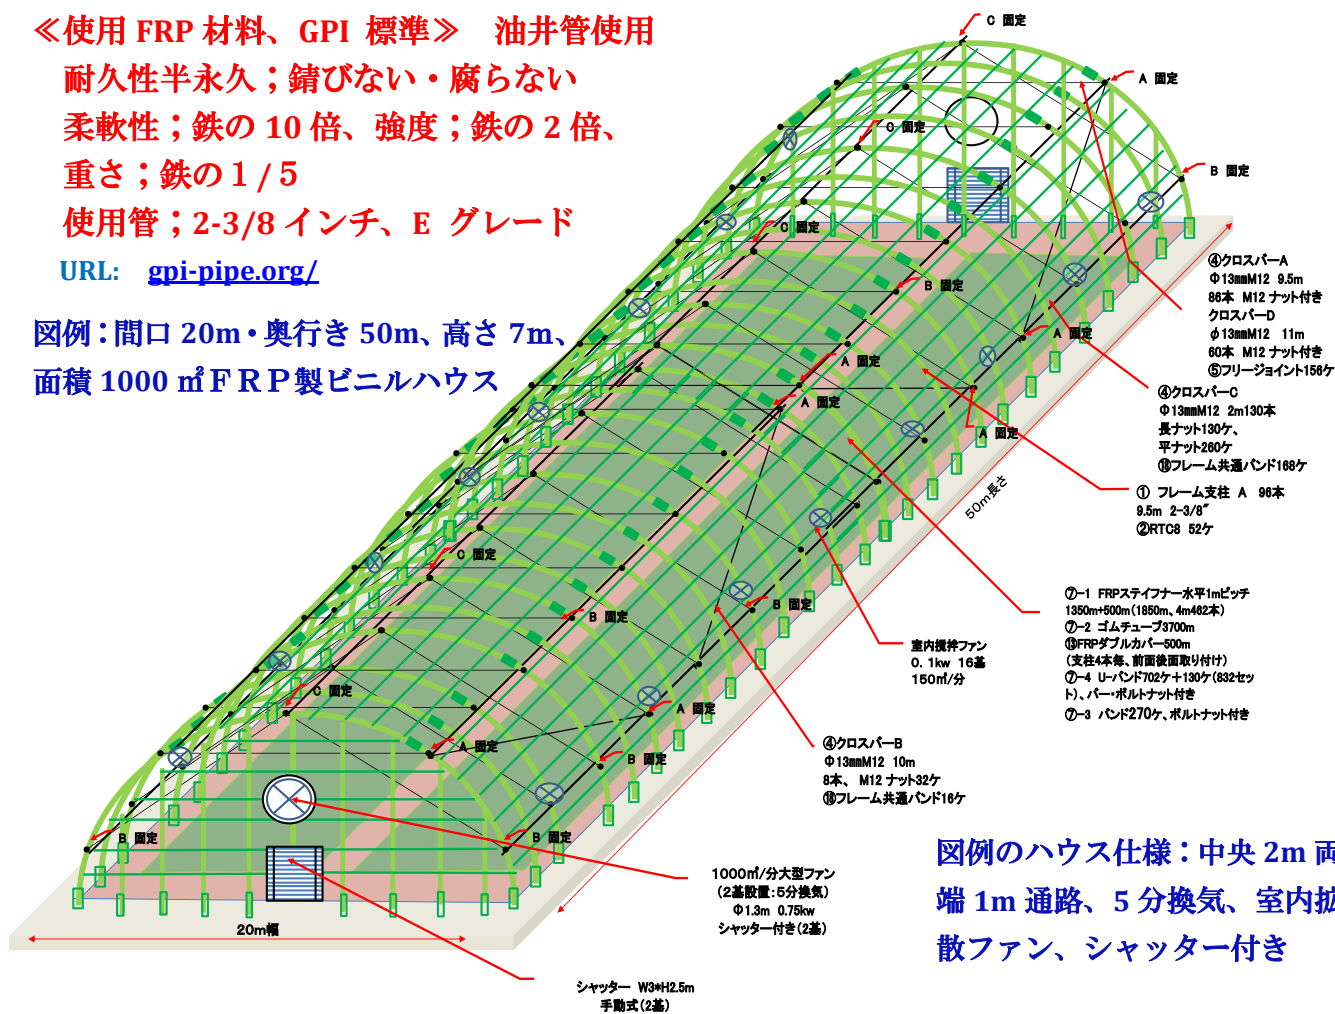 ≪使用 FRP 材料、GPI 標準≫ 油井管使用
耐久性半永久；錆びない・腐らない
柔軟性；鉄の 10 倍、強度；鉄の 2 倍、
重さ；鉄の 1 / 5
使用管；2-3/8 インチ、E グレード
URL: gpi-pipe.org/
図例：間口 20m・奥行き 50m、高さ 7m、
面積 1000 ㎡ＦＲＰ製ビニルハウス
C 固定
A 固定
C 固定
B 固定
C 固定
B 固定
A 固定
A 固定
A 固定
A 固定
C 固定
B 固定
B 固定
C 固定
A 固定
A 固定
B 固定
B 固定
B 固定
④クロスバーA
Φ13mmM12 9.5m
86本 M12 ナット付き
クロスバーD
φ13mmM12 11m
60本 M12 ナット付き
⑤フリージョイント156ケ
④クロスバーC
Φ13mmM12 2m130本
長ナット130ケ、
平ナット260ケ
⑱フレーム共通バンド168ケ
① フレーム支柱 A 96本
9.5m 2-3/8″
②RTC8 52ケ
50m長さ
⑦-1 FRPステイフナー水平1mピッチ
1350m+500m(1850m、4m462本)
⑦-2 ゴムチューブ3700m
⑲FRPダブルカバー500m
(支柱4本毎、前面後面取り付け)
⑦-4 U-バンド702ケ+130ケ(832セッ
ト)、バー・ボルトナット付き
⑦-3 バンド270ケ、ボルトナット付き
室内攪拌ファン
0.1kw 16基
150㎥/分
④クロスバーB
Φ13mmM12 10m
8本、 M12 ナット32ケ
⑱フレーム共通バンド16ケ
1000㎥/分大型ファン
(2基設置:5分換気)
Φ1.3m 0.75kw
シャッター付き(2基)
20m幅
シャッター W3*H2.5m
手動式(2基)
図例のハウス仕様：中央 2m 両
端 1m 通路、5 分換気、室内拡
散ファン、シャッター付き